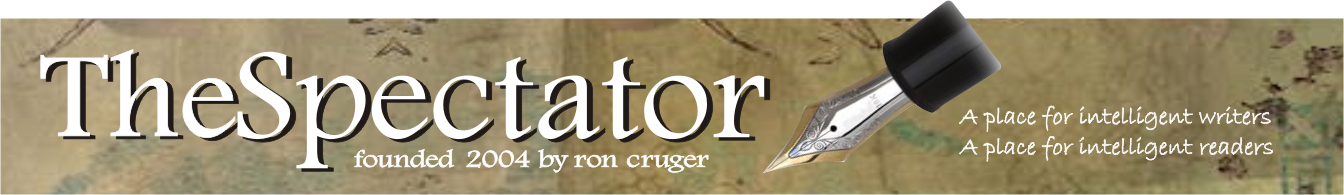 TheSpectator
founded 2004 by ron cruger
A place for intelligent writers
A place for intelligent readers